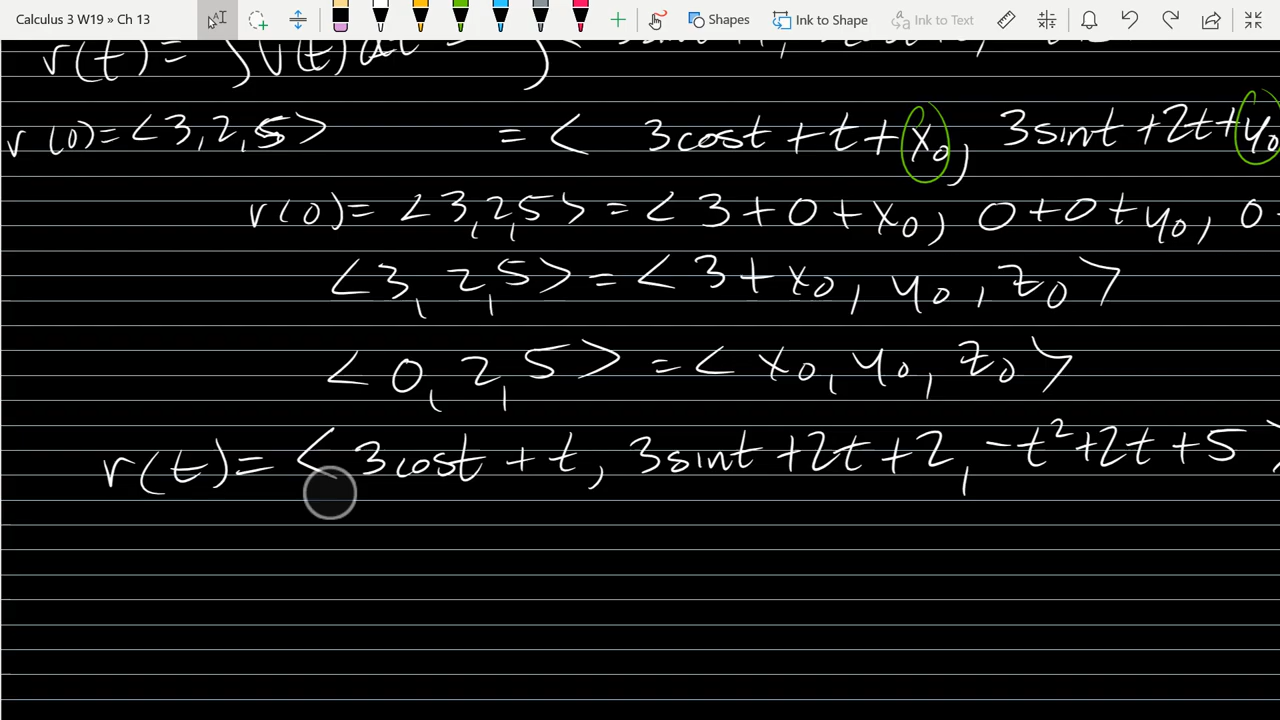 Calculus 3 W19 » Ch 13
Shapes
Ink to Shape
Ink to Text
r(t) = ∫ v(t) dt =
r(0) = <3, 2, 5> = < 3cost + t + x₀, 3sint + 2t + y₀
r(0) = <3, 2, 5> = < 3 + 0 + x₀, 0 + 0 + y₀, 0
<3, 2, 5> = < 3 + x₀, y₀, z₀ >
< 0, 2, 5 > = < x₀, y₀, z₀ >
r(t) = < 3cost + t, 3sint + 2t + 2, -t² + 2t + 5 >